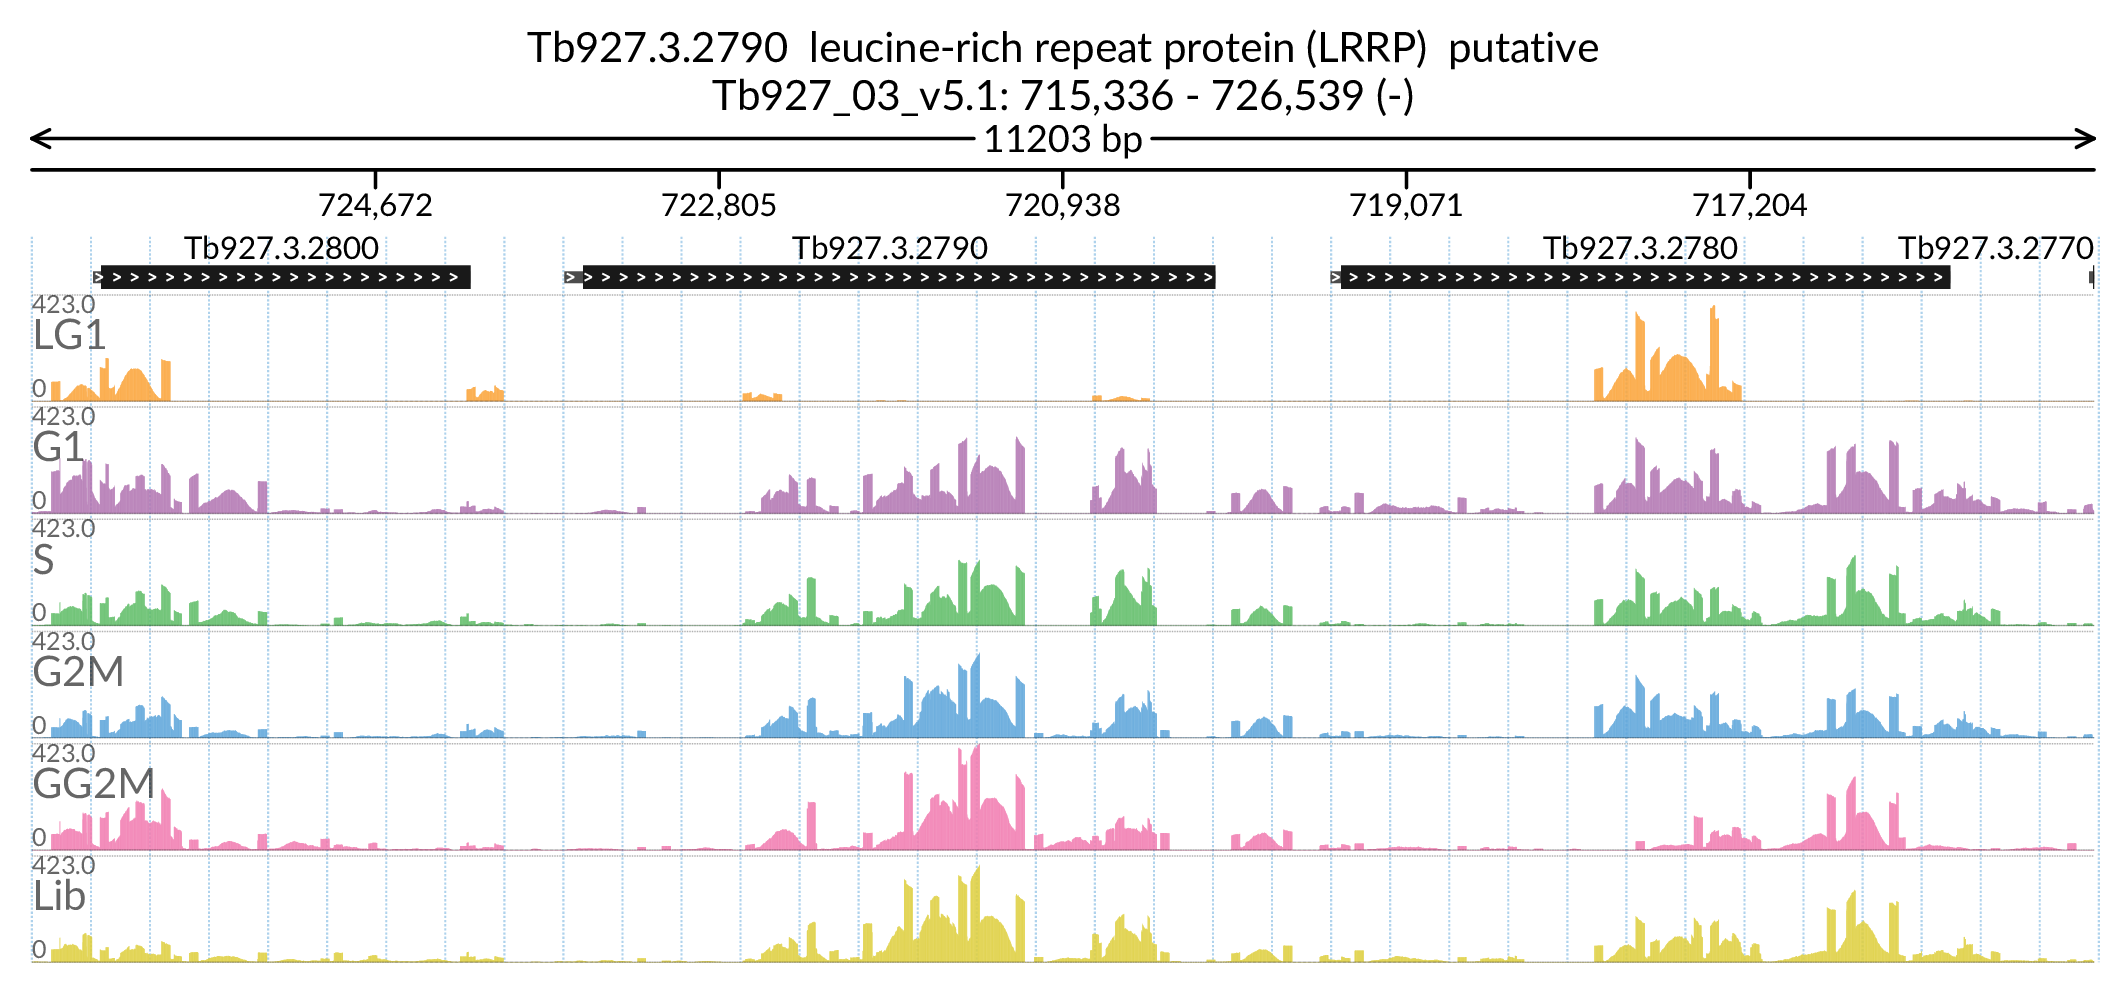 Tb927.3.2790  leucine-rich repeat protein (LRRP)  putative
Tb927_03_v5.1: 715,336 - 726,539 (-)
11203 bp
724,672 722,805 720,938 719,071 717,204
Tb927.3.2800 Tb927.3.2790 Tb927.3.2780 Tb927.3.2770
423.0
LG1
0
423.0
G1
0
423.0
S
0
423.0
G2M
0
423.0
GG2M
0
423.0
Lib
0